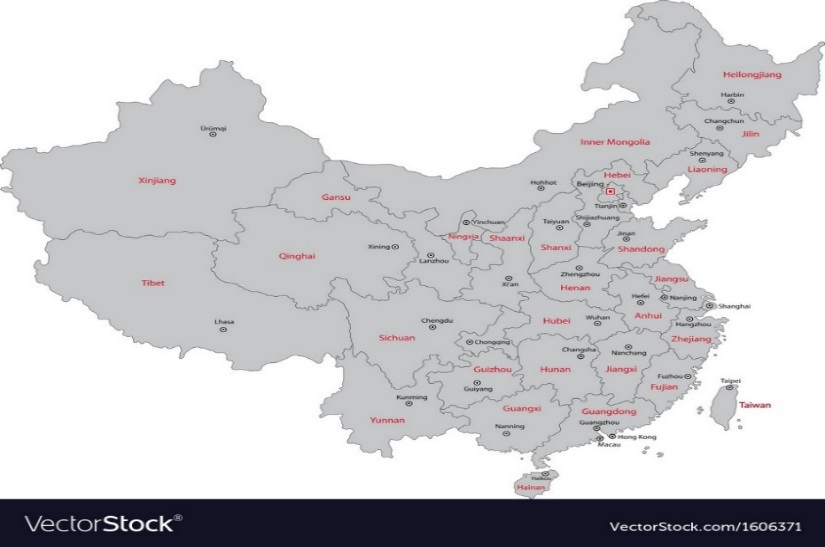 Heilongjiang
Harbin
Changchun
Jilin
Ürümqi
Inner Mongolia
Shenyang
Liaoning
Xinjiang
Hohhot
Beijing
Hebei
Gansu
Tianjin
Yinchuan
Taiyuan
Shijiazhuang
Ningxia
Shaanxi
Jinan
Xining
Shanxi
Shandong
Qinghai
Lanzhou
Zhengzhou
Tibet
Xi'an
Henan
Jiangsu
Hefei
Nanjing
Shanghai
Lhasa
Chengdu
Hubei
Wuhan
Anhui
Hangzhou
Sichuan
Chongqing
Zhejiang
Changsha
Nanchang
Guizhou
Hunan
Jiangxi
Fuzhou
Guiyang
Fujian
Taipei
Kunming
Taiwan
Guangxi
Guangdong
Yunnan
Nanning
Guangzhou
Hong Kong
Macau
Haikou
Hainan
VectorStock®
VectorStock.com/1606371